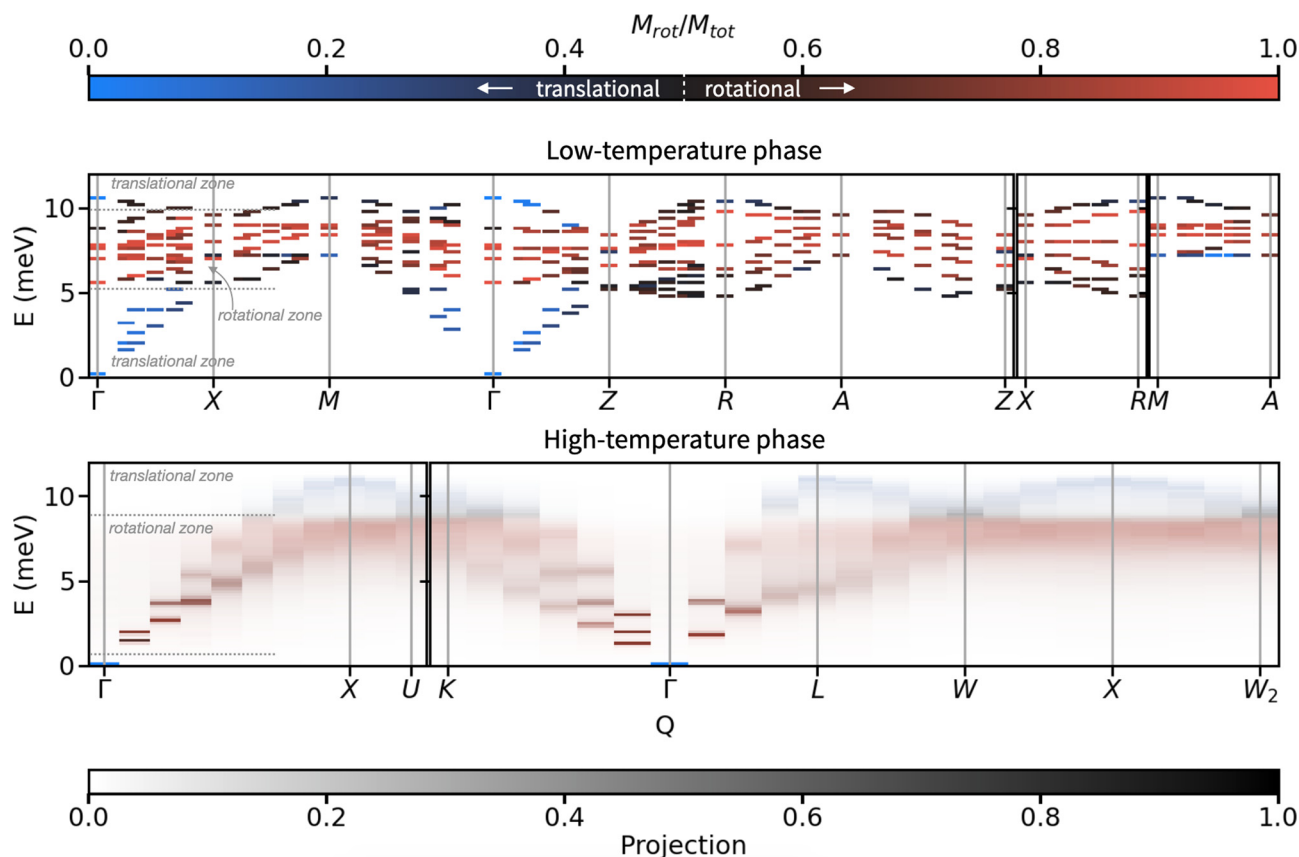 M_rot/M_tot
0.0 0.2 0.4 0.6 0.8 1.0
← translational rotational →
Low-temperature phase
translational zone
10
5
0
E (meV)
rotational zone
translational zone
Γ X M Γ Z R A Z X R M A
High-temperature phase
translational zone
10
rotational zone
5
0
E (meV)
Γ X U K Γ L W X W₂
Q
0.0 0.2 0.4 0.6 0.8 1.0
Projection